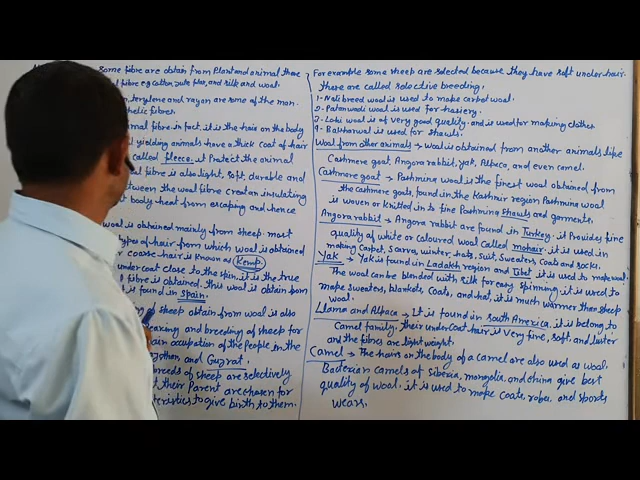 some fibre are obtain from Plant and animal these
fibre e.g cotton, Jute, flax, and silk and wool.
terylene and rayon are some of the man
fibres.
fibre. in fact, it is the hair on the body
yielding animals have a thick coat of hair
called fleece. it Protect the animal
fibre is also light, soft, durable and
between the wool fibre creat an insulating
body heat from escaping and hence
wool is obtained mainly from sheep. most
types of hair from which wool is obtained
coarse hair is known as Kemp.
undercoat close to the spin. it is the true
fibre is obtained. This wool is obtain from
is found in Spain.
sheep obtain from wool is also
and breeding of sheep for
occupation of the people in the
and Gujrat.
breeds of sheep are selectively
their Parent are chosen for
to give birth to them.
For example some sheep are selected because they have soft under hair.
these are called selective breeding.
1- Nali breed wool is used to make carpet wool.
2- Patanwadi wool is used for hosiery.
3- Lohi wool is of very good quality. and is used for making clothes
4- Bakharwal is used for shawls.
Wool from other animals → wool is obtained from another animals like
Cashmere goat, Angora rabbit, yak, Alpaca, and even camel.
Cashmere goat → Pashmina wool is the finest wool obtained from
the cashmere goats, found in the Kashmir region Pashmina wool
is woven or knitted in to fine Pashmina Shawls and garments.
Angora rabbit → Angora rabbit are found in Turkey. it Provides fine
quality of white or coloured wool called mohair. it is used in
making carpet, winter, hats, suit, Sweaters, Coats and socks.
Yak → Yak is found in Ladakh region and Tibet it is used to make wool
The wool can be blended with silk for easy spinning. it is used to
make sweaters, blankets, Coats, and hat, it is much warmer than sheep
wool.
Llama and Alpaca → It is found in south America, it is belong to
Camel family. their under coat hair is very fine, soft, and luster
and the fibres are light weight.
Camel → The hairs on the body of a camel are also used as wool.
Bacterian camels of Siberia, mongolia, and china give best
quality of wool. it is used to make coats, robes, and sports
wears.